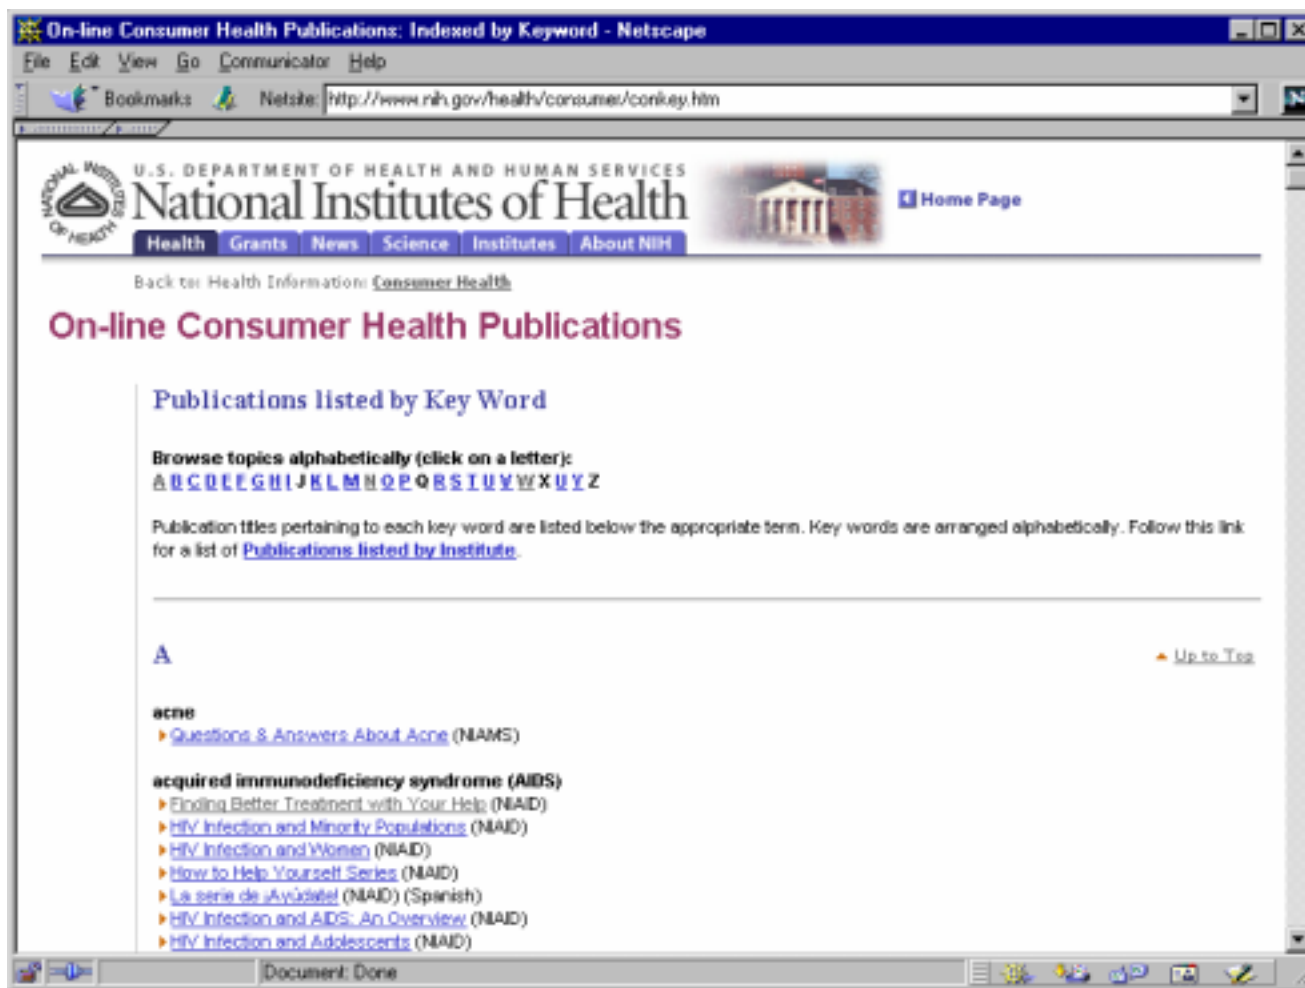 On-line Consumer Health Publications: Indexed by Keyword - Netscape
File Edit View Go Communicator Help
Bookmarks Netsite: http://www.nih.gov/health/consumer/conkey.htm
U.S. DEPARTMENT OF HEALTH AND HUMAN SERVICES
NATIONAL INSTITUTES OF HEALTH
National Institutes of Health
Home Page
Health Grants News Science Institutes About NIH
Back to: Health Information: Consumer Health
On-line Consumer Health Publications
Publications listed by Key Word
Browse topics alphabetically (click on a letter):
A B C D E F G H I J K L M N O P Q R S T U V W X U Y Z
Publication titles pertaining to each key word are listed below the appropriate term. Key words are arranged alphabetically. Follow this link
for a list of Publications listed by Institute.
A
Up to Top
acne
Questions & Answers About Acne (NIAMS)
acquired immunodeficiency syndrome (AIDS)
Finding Better Treatment with Your Help (NIAID)
HIV Infection and Minority Populations (NIAID)
HIV Infection and Women (NIAID)
How to Help Yourself Series (NIAID)
La serie de ¡Ayúdate! (NIAID) (Spanish)
HIV Infection and AIDS: An Overview (NIAID)
HIV Infection and Adolescents (NIAID)
Document: Done